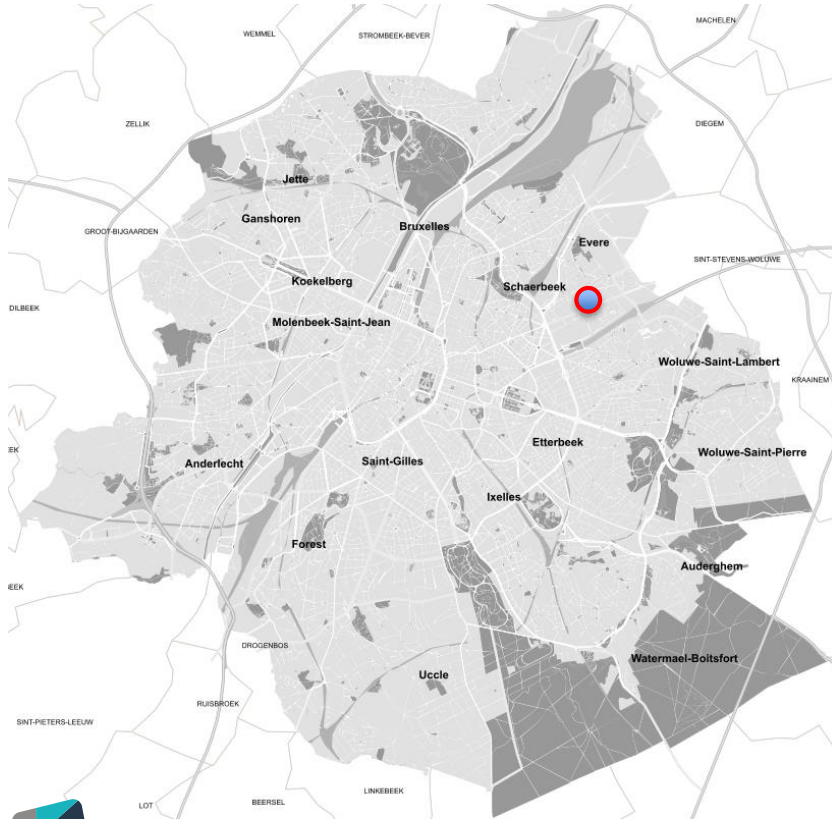 MACHELEN
WEMMEL
STROMBEEK-BEVER
ZELLIK
DIEGEM
Jette
Ganshoren
Bruxelles
GROOT-BIJGAARDEN
Evere
SINT-STEVENS-WOLUWE
Koekelberg
Schaerbeek
DILBEEK
Molenbeek-Saint-Jean
Woluwe-Saint-Lambert
KRAAINEM
Etterbeek
EEK
Woluwe-Saint-Pierre
Anderlecht
Saint-Gilles
Ixelles
Forest
Auderghem
EEK
DROGENBOS
Watermael-Boitsfort
Uccle
RUISBROEK
SINT-PIETERS-LEEUW
LINKEBEEK
LOT
BEERSEL